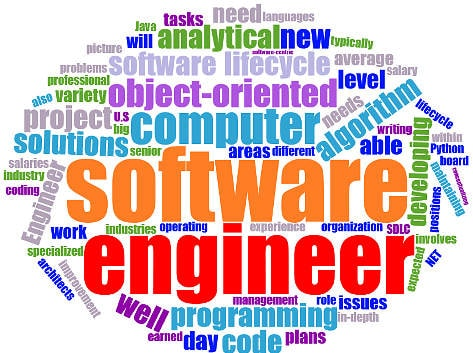 need languages
tasks
Java
will analytical new typically
picture software-centric
software lifecycle average
problems level salary
professional
also variety object-oriented
project U.S big computer needs algorithm lifecycle
solutions senior areas different able writing within
Python
board
maintaining
salaries
industry
coding
Engineer software developing positions
work industries operating experience organization SDLC involves
specialized engineer expected .NET
architects
improvement
well management role issues
programming in-depth
earned day code plans